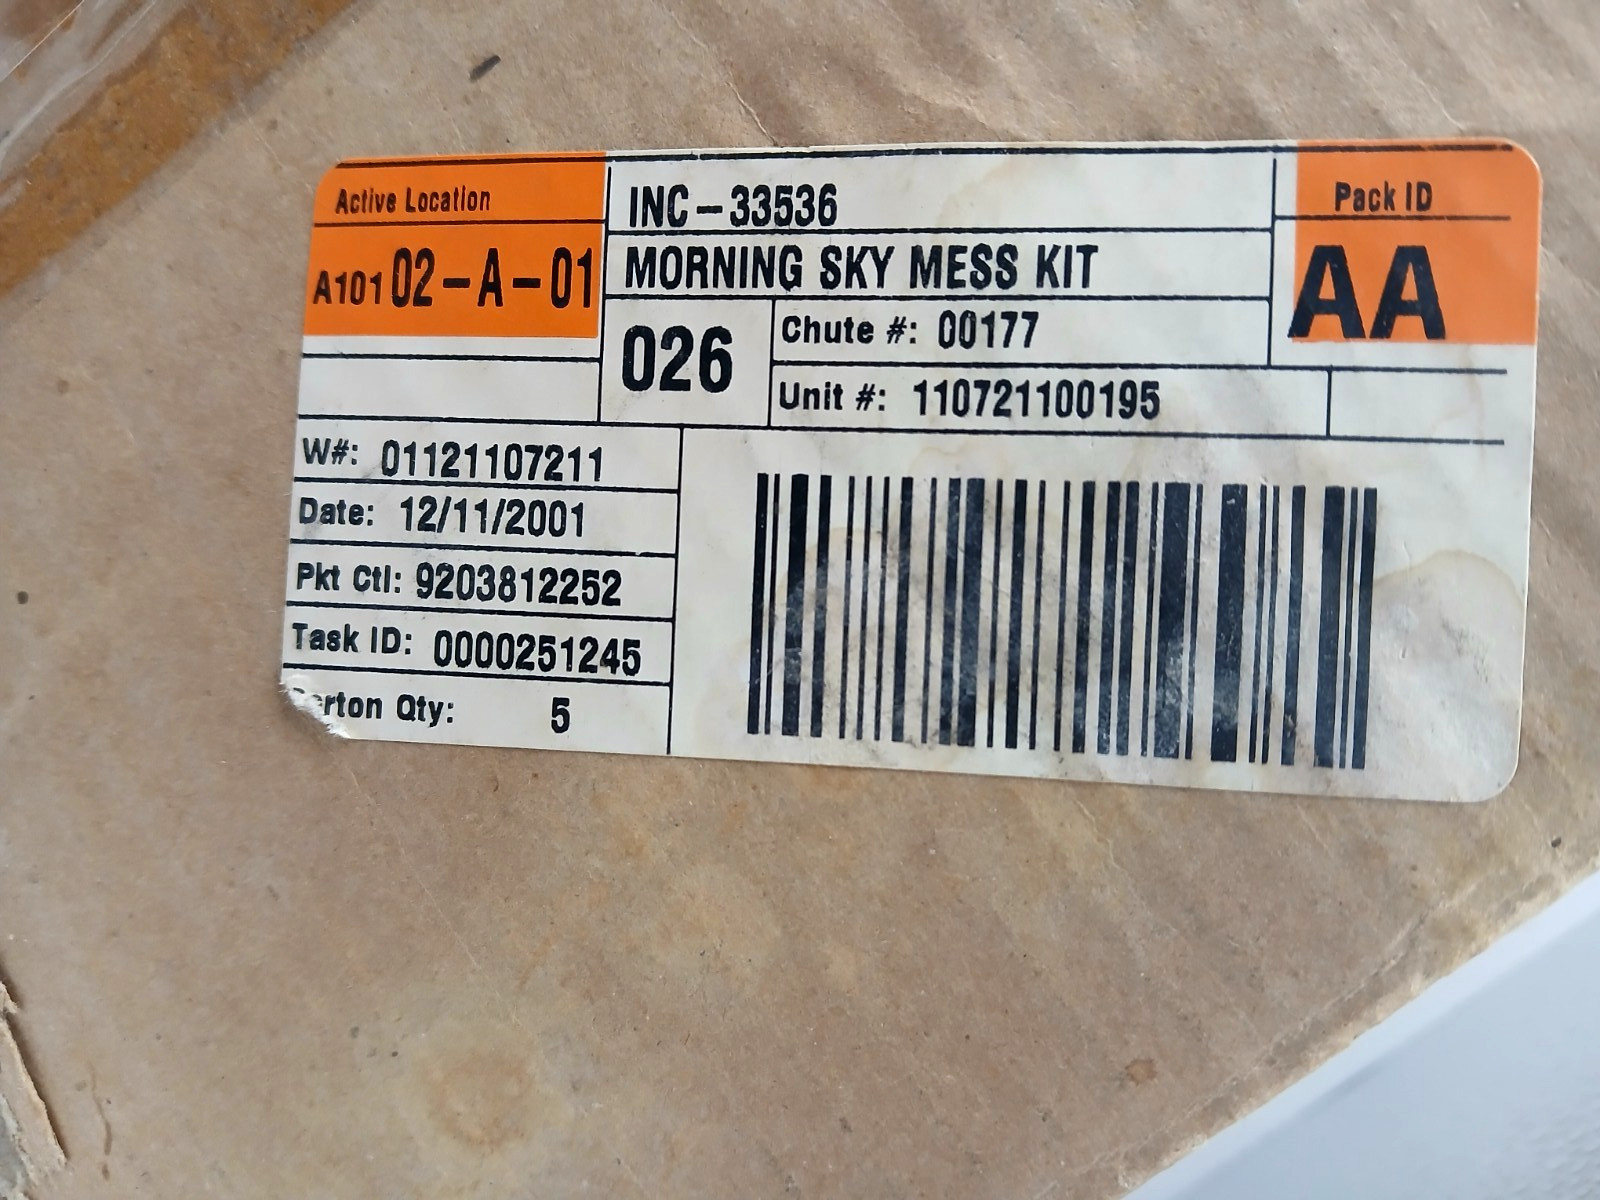 Active Location
A101 02-A-01
INC-33536
MORNING SKY MESS KIT
026
Chute #: 00177
Unit #: 110721100195
Pack ID
AA
W#: 01121107211
Date: 12/11/2001
Pkt Ctl: 9203812252
Task ID: 0000251245
rton Qty: 5